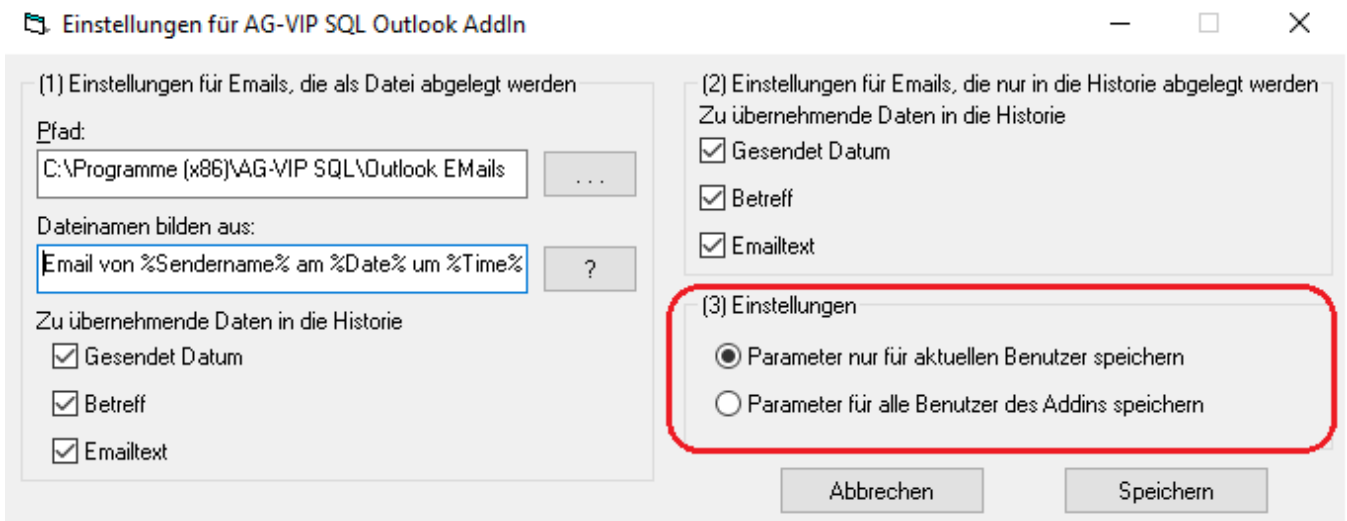 Einstellungen für AG-VIP SQL Outlook AddIn
(1) Einstellungen für Emails, die als Datei abgelegt werden
Pfad:
C:\Programme (x86)\AG-VIP SQL\Outlook EMails
. . .
Dateinamen bilden aus:
Email von %Sendername% am %Date% um %Time%
?
Zu übernehmende Daten in die Historie
Gesendet Datum
Betreff
Emailtext
(2) Einstellungen für Emails, die nur in die Historie abgelegt werden
Zu übernehmende Daten in die Historie
Gesendet Datum
Betreff
Emailtext
(3) Einstellungen
Parameter nur für aktuellen Benutzer speichern
Parameter für alle Benutzer des Addins speichern
Abbrechen
Speichern